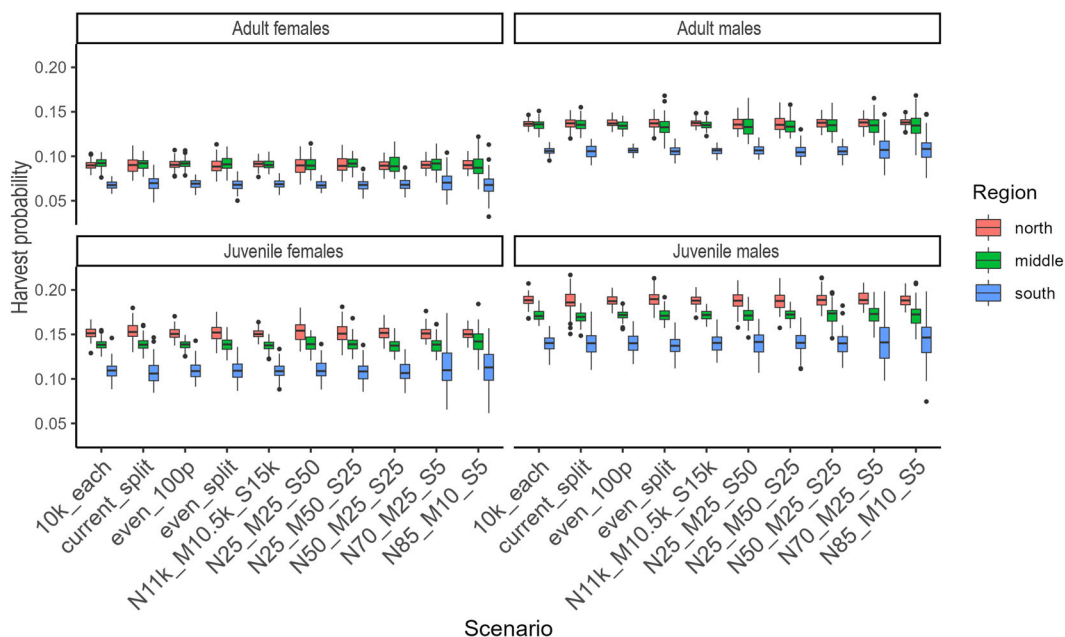 Adult females
Adult males
0.20
0.15
0.10
0.05
Juvenile females
Juvenile males
0.20
0.15
0.10
0.05
Harvest probability
10k_each
current_split
even_100p
even_split
N11k_M10.5k_S15k
N25_M25_S50
N25_M50_S25
N50_M25_S25
N70_M25_S5
N85_M10_S5
10k_each
current_split
even_100p
even_split
N11k_M10.5k_S15k
N25_M25_S50
N25_M50_S25
N50_M25_S25
N70_M25_S5
N85_M10_S5
Scenario
Region
north
middle
south